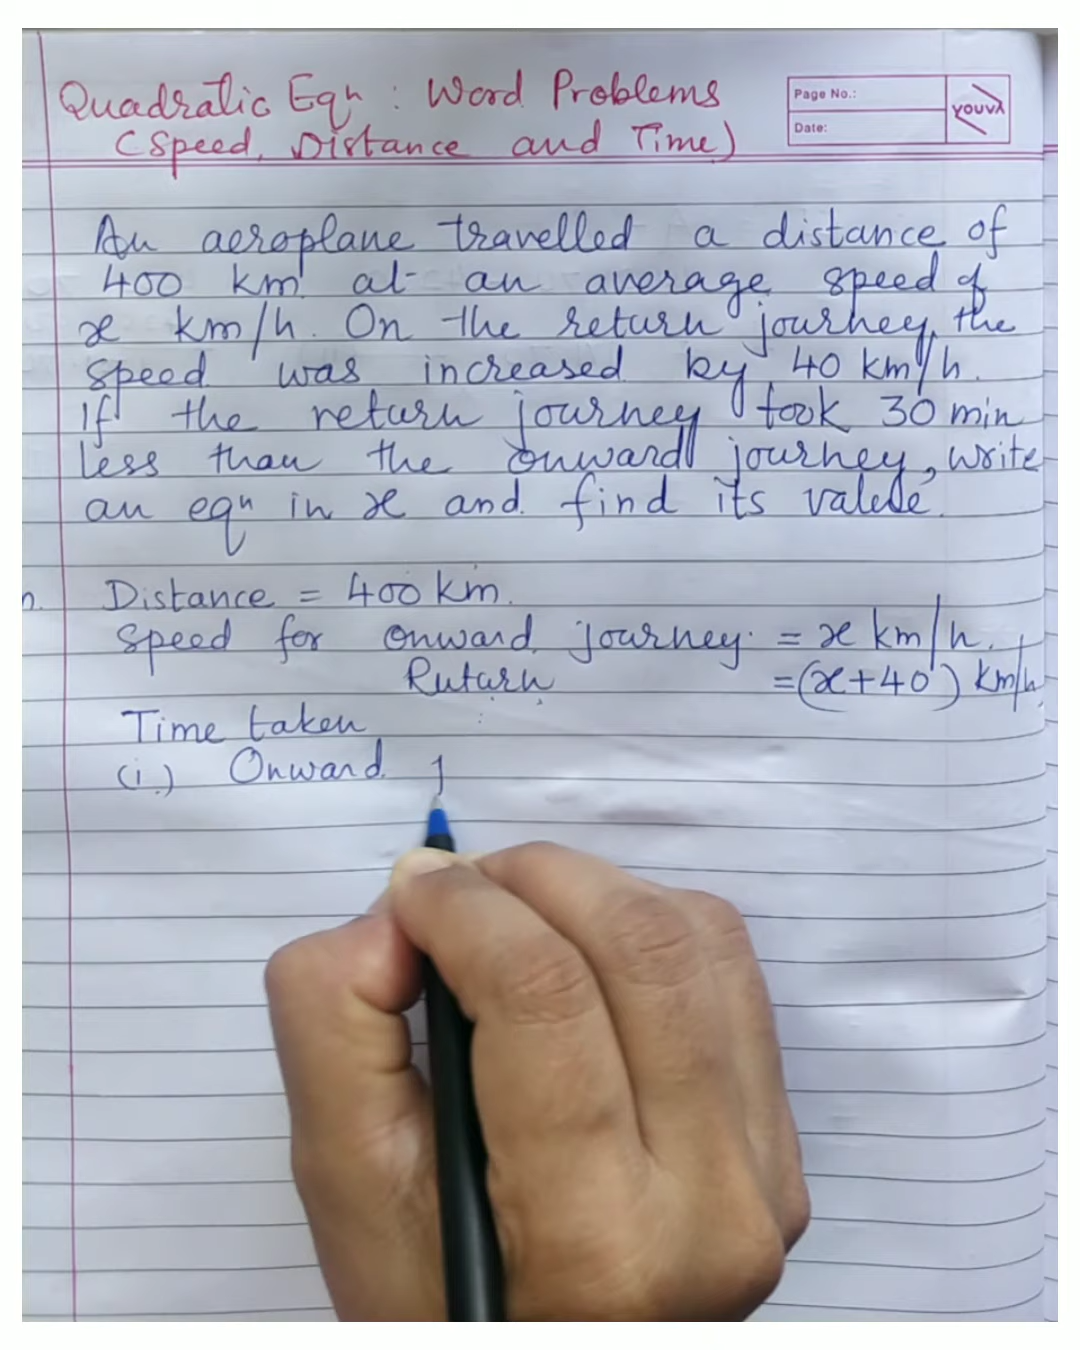 Quadratic Eqn : Word Problems
(Speed, Distance and Time)
Page No.:
Date:
YOUVA
An aeroplane travelled a distance of
400 km at an average speed of
x km/h. On the return journey, the
speed was increased by 40 km/h.
If the return journey took 30 min
less than the onward journey, write
an eqn in x and find its value.
n. Distance = 400 km.
Speed for onward journey = x km/h.
Ruturn = (x+40) km/h.
Time taken
(i.) Onward J